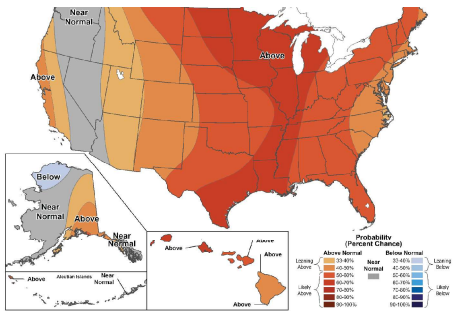 Near
Normal
Above
Above
Below
Near
Normal
Above
Near
Normal
Above
Aleutian Islands
Near
Normal
Above
Above
Above
Above
Above
Probability
(Percent Chance)
Above Normal
Below Normal
Leaning
Above
33-40%
40-50%
50-60%
60-70%
70-80%
80-90%
90-100%
Likely
Above
Near
Normal
33-40%
40-50%
50-60%
60-70%
70-80%
80-90%
90-100%
Leaning
Below
Likely
Below